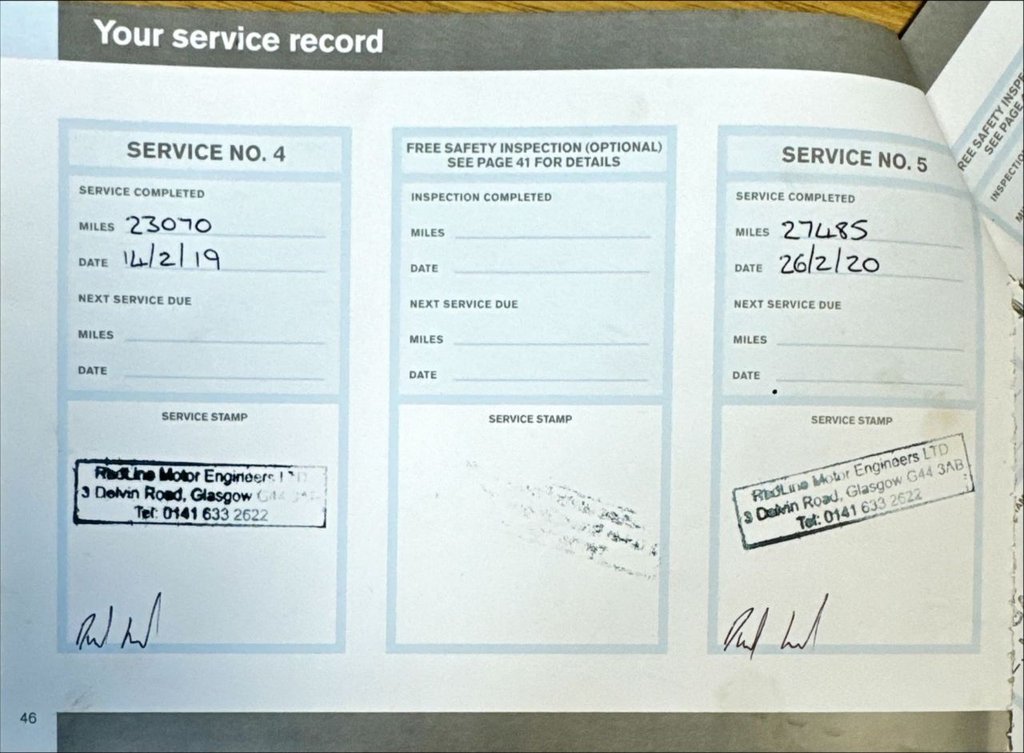 Your service record
SERVICE NO. 4
SERVICE COMPLETED
MILES 23070
DATE 14/2/19
NEXT SERVICE DUE
MILES
DATE
SERVICE STAMP
RedLine Motor Engineers LTD
3 Delvin Road, Glasgow G44 3AB
Tel: 0141 633 2622
FREE SAFETY INSPECTION (OPTIONAL)
SEE PAGE 41 FOR DETAILS
INSPECTION COMPLETED
MILES
DATE
NEXT SERVICE DUE
MILES
DATE
SERVICE STAMP
SERVICE NO. 5
SERVICE COMPLETED
MILES 27485
DATE 26/2/20
NEXT SERVICE DUE
MILES
DATE
SERVICE STAMP
RedLine Motor Engineers LTD
3 Delvin Road, Glasgow G44 3AB
Tel: 0141 633 2622
SEE PAGE
46